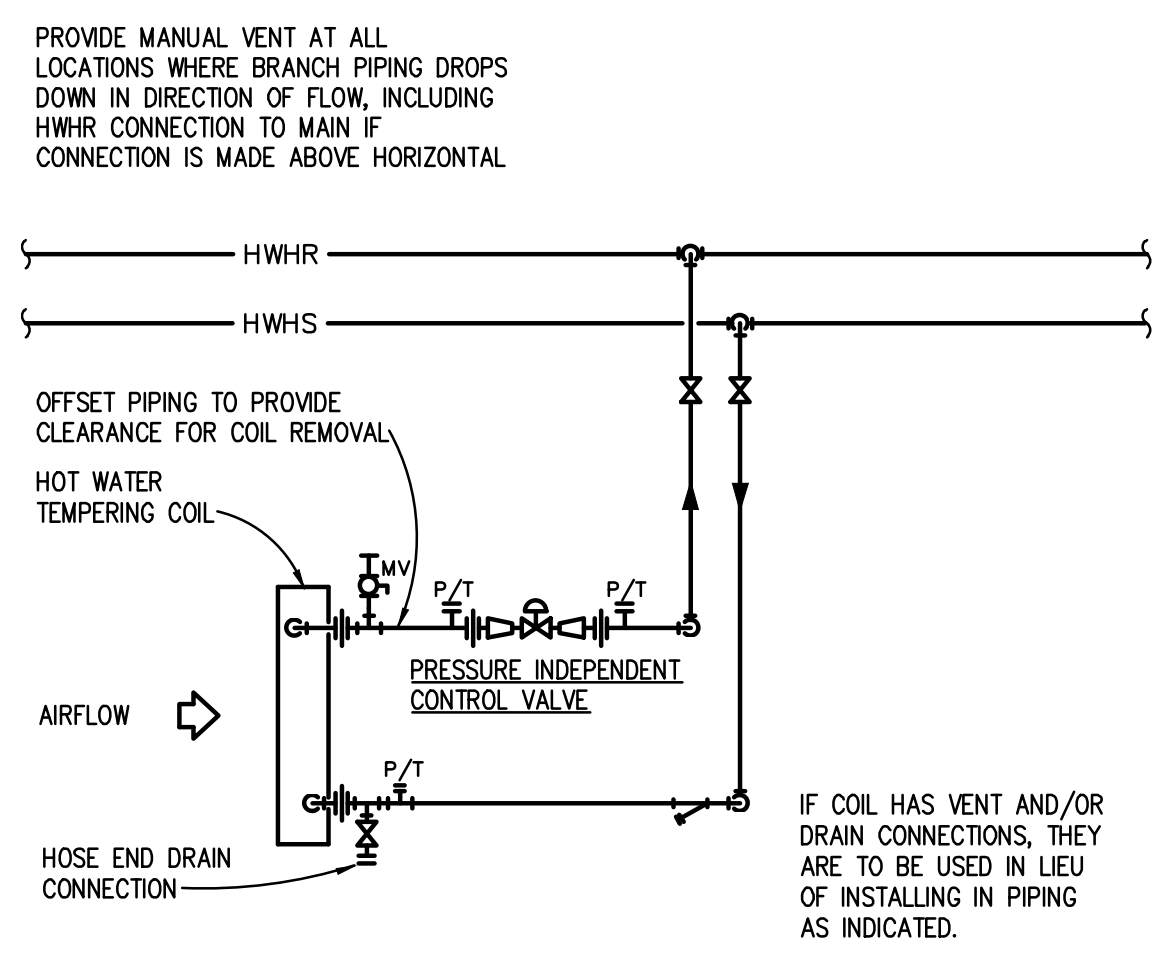 PROVIDE MANUAL VENT AT ALL
LOCATIONS WHERE BRANCH PIPING DROPS
DOWN IN DIRECTION OF FLOW, INCLUDING
HWHR CONNECTION TO MAIN IF
CONNECTION IS MADE ABOVE HORIZONTAL
HWHR
HWHS
OFFSET PIPING TO PROVIDE
CLEARANCE FOR COIL REMOVAL
HOT WATER
TEMPERING COIL
MV
P/T
P/T
PRESSURE INDEPENDENT
CONTROL VALVE
AIRFLOW
P/T
HOSE END DRAIN
CONNECTION
IF COIL HAS VENT AND/OR
DRAIN CONNECTIONS, THEY
ARE TO BE USED IN LIEU
OF INSTALLING IN PIPING
AS INDICATED.